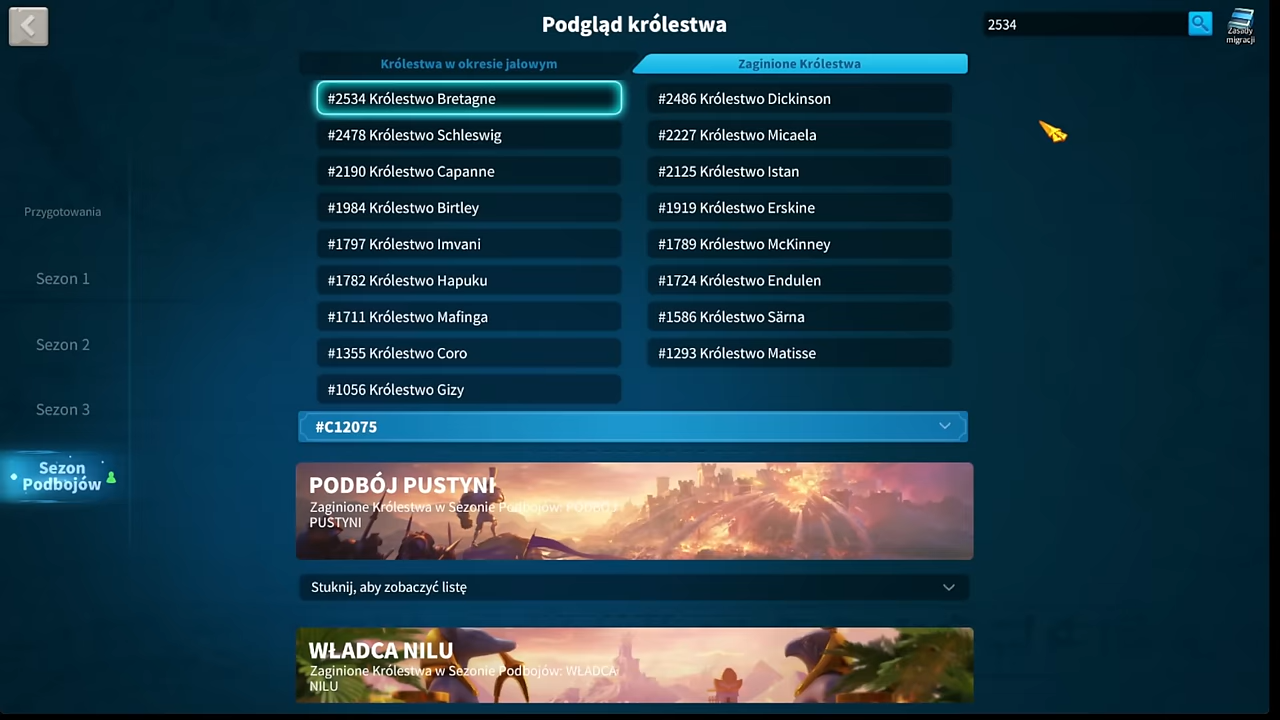 Podgląd królestwa
2534
Zasady
migracji
Królestwa w okresie jalowym
Zaginione Królestwa
#2534 Królestwo Bretagne
#2486 Królestwo Dickinson
#2478 Królestwo Schleswig
#2227 Królestwo Micaela
#2190 Królestwo Capanne
#2125 Królestwo Istan
#1984 Królestwo Birtley
#1919 Królestwo Erskine
#1797 Królestwo Imvani
#1789 Królestwo McKinney
#1782 Królestwo Hapuku
#1724 Królestwo Endulen
#1711 Królestwo Mafinga
#1586 Królestwo Särna
#1355 Królestwo Coro
#1293 Królestwo Matisse
#1056 Królestwo Gizy
Przygotowania
Sezon 1
Sezon 2
Sezon 3
Sezon
Podbojów
#C12075
PODBÓJ PUSTYNI
Zaginione Królestwa w Sezonie Podbojów: PODBÓJ
PUSTYNI
Stuknij, aby zobaczyć listę
WŁADCA NILU
Zaginione Królestwa w Sezonie Podbojów: WŁADCA
NILU